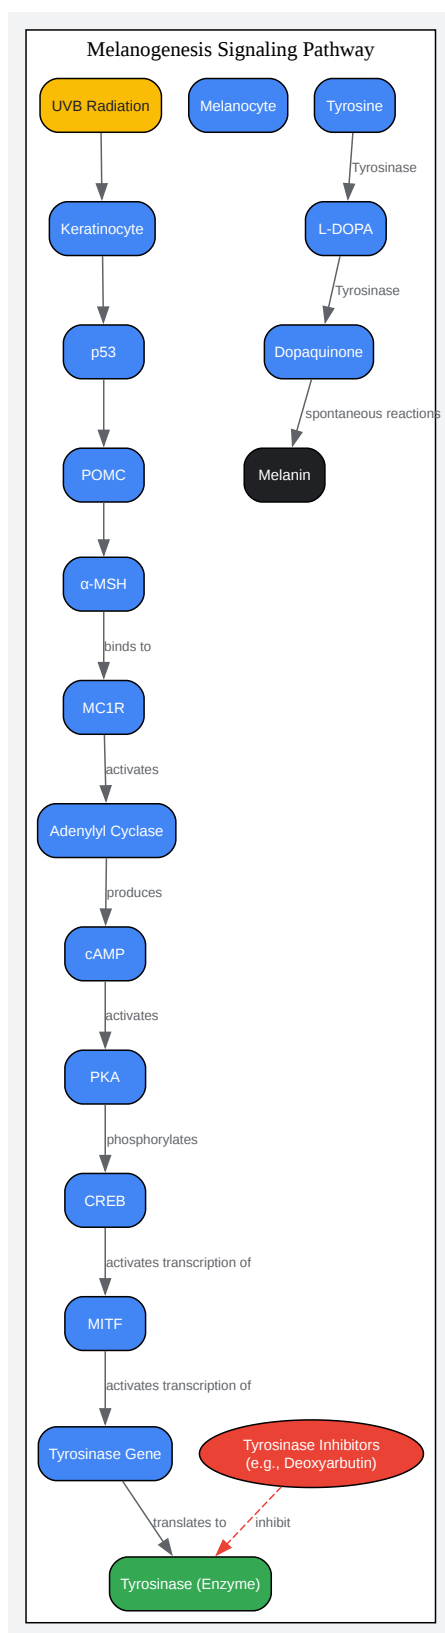 Melanogenesis Signaling Pathway
UVB Radiation
Melanocyte
Tyrosine
Tyrosinase
Keratinocyte
L-DOPA
Tyrosinase
p53
Dopaquinone
spontaneous reactions
POMC
Melanin
α-MSH
binds to
MC1R
activates
Adenylyl Cyclase
produces
cAMP
activates
PKA
phosphorylates
CREB
activates transcription of
MITF
activates transcription of
Tyrosinase Gene
Tyrosinase Inhibitors
(e.g., Deoxyarbutin)
translates to
inhibit
Tyrosinase (Enzyme)